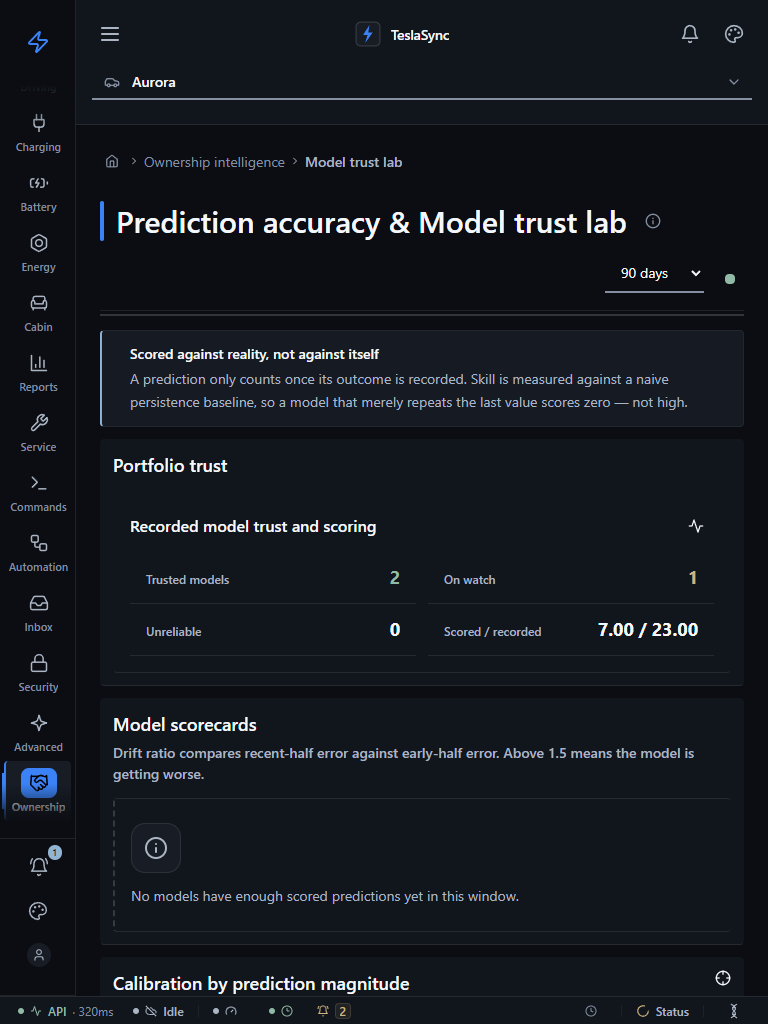 TeslaSync
Aurora
Charging
Battery
Energy
Cabin
Reports
Service
Commands
Automation
Inbox
Security
Advanced
Ownership
1
Ownership intelligence
Model trust lab
Prediction accuracy & Model trust lab
90 days
Scored against reality, not against itself
A prediction only counts once its outcome is recorded. Skill is measured against a naive
persistence baseline, so a model that merely repeats the last value scores zero — not high.
Portfolio trust
Recorded model trust and scoring
Trusted models 2
On watch 1
Unreliable 0
Scored / recorded 7.00 / 23.00
Model scorecards
Drift ratio compares recent-half error against early-half error. Above 1.5 means the model is
getting worse.
No models have enough scored predictions yet in this window.
Calibration by prediction magnitude
API · 320ms
Idle
2
Status